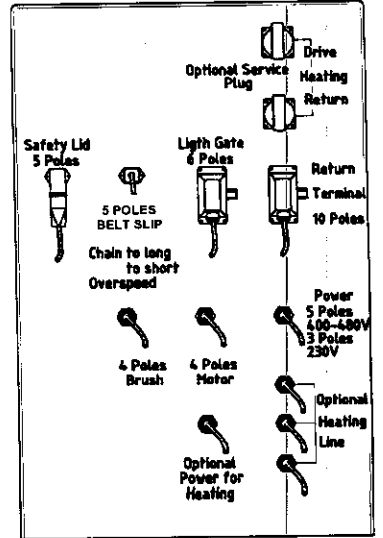 Drive
Optional Service
Plug
Heating
Return
Safety Lid
5 Poles
Ligth Gate
6 Poles
5 POLES
BELT SLIP
Return
Terminal
10 Poles
Chain to long
to short
Overspeed
Power
5 Poles
400-480V
3 Poles
230V
4 Poles
Brush
4 Poles
Motor
Optional
Heating
Line
Optional
Power for
Heating